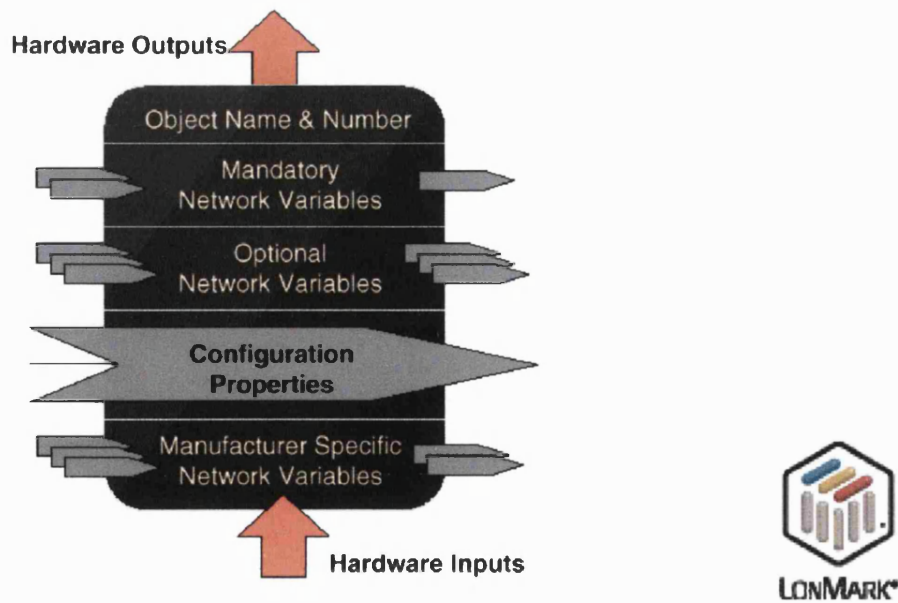 Hardware Outputs
Object Name & Number
Mandatory
Network Variables
Optional
Network Variables
Configuration
Properties
Manufacturer Specific
Network Variables
Hardware Inputs
LONMARK®